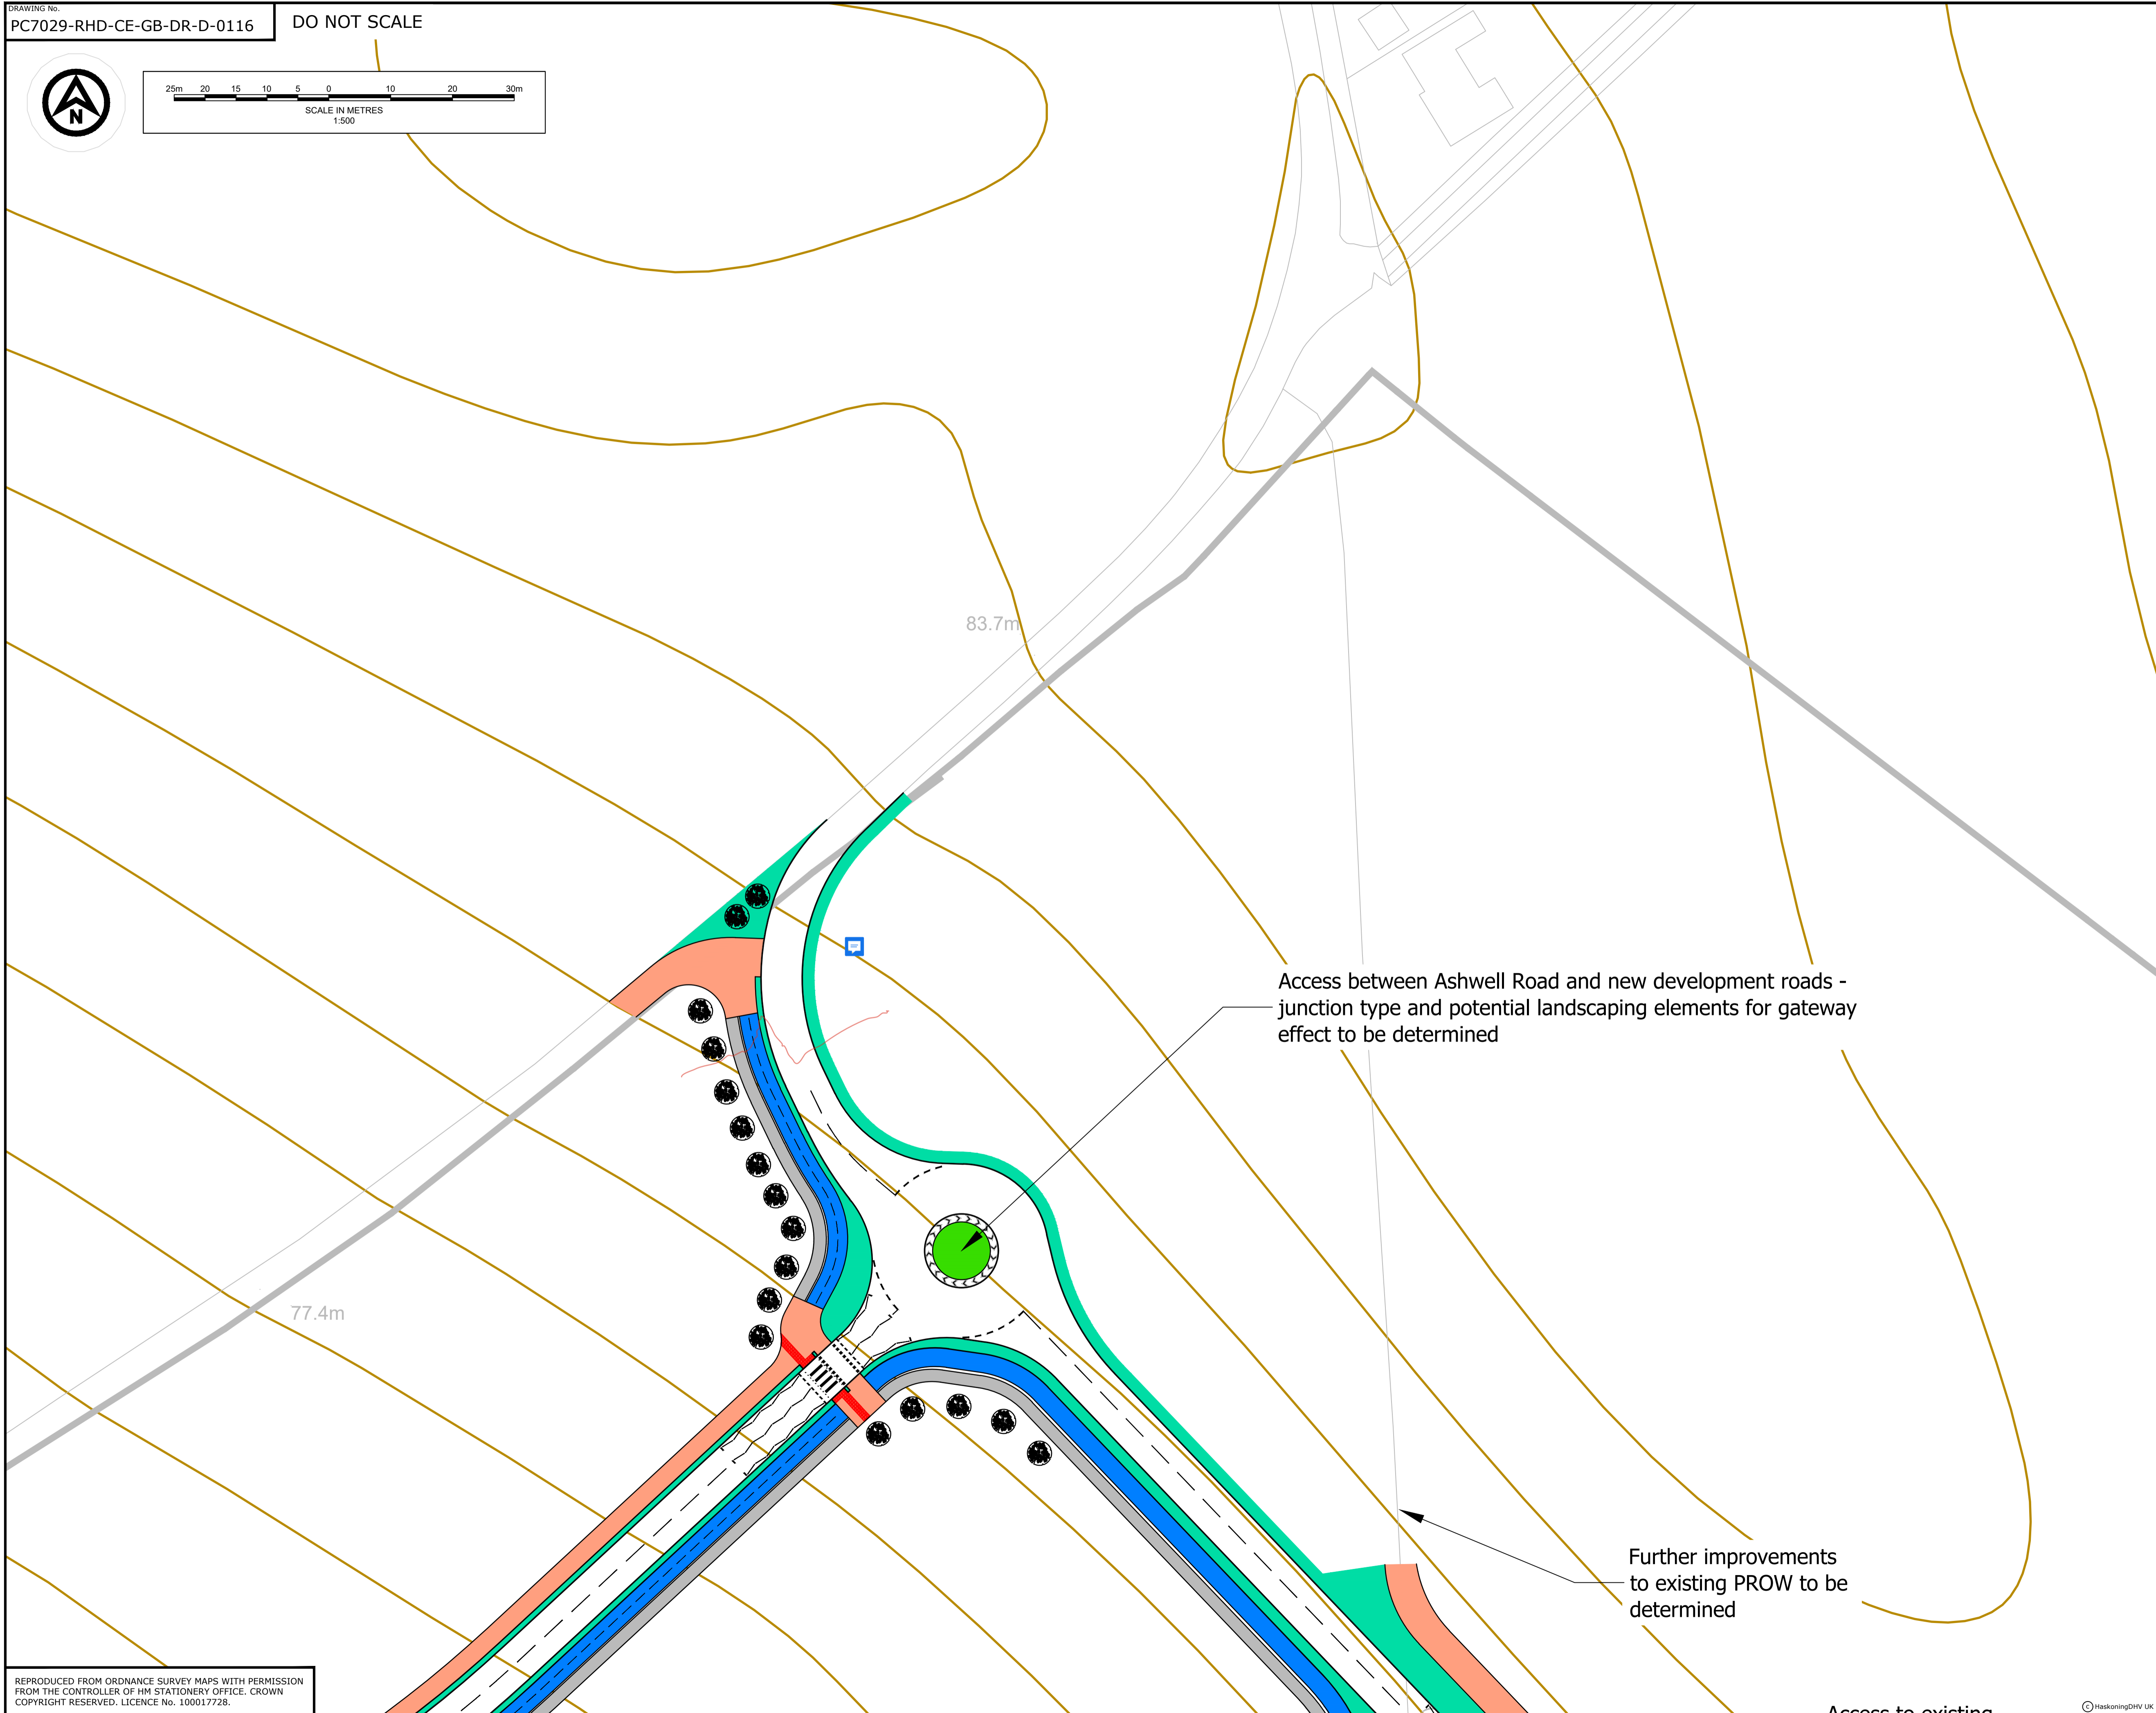 DRAWING No.
PC7029-RHD-CE-GB-DR-D-0116
DO NOT SCALE
N
25m 20 15 10 5 0 10 20 30m
SCALE IN METRES
1:500
83.7m
Access between Ashwell Road and new development roads -
junction type and potential landscaping elements for gateway
effect to be determined
77.4m
Further improvements
to existing PROW to be
determined
REPRODUCED FROM ORDNANCE SURVEY MAPS WITH PERMISSION
FROM THE CONTROLLER OF HM STATIONERY OFFICE. CROWN
COPYRIGHT RESERVED. LICENCE No. 100017728.
Access to existing
© HaskoningDHV UK